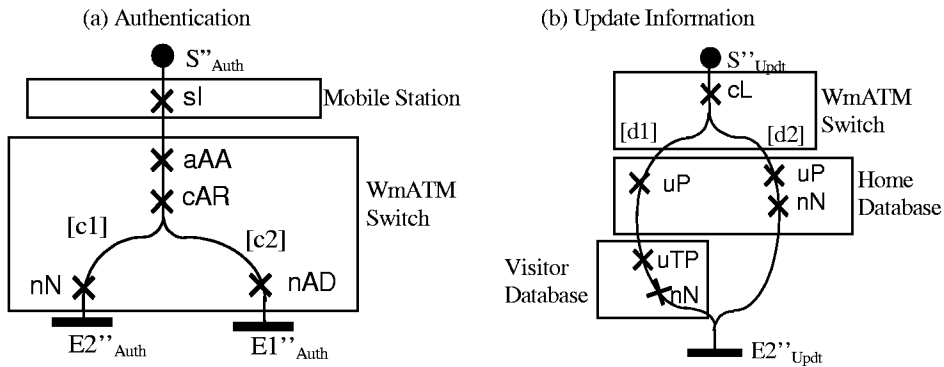 (a) Authentication
S’’Auth
sI
Mobile Station
aAA
cAR
WmATM
Switch
[c1]
[c2]
nN
nAD
E2’’Auth
E1’’Auth
(b) Update Information
S’’Updt
cL
WmATM
Switch
[d1]
[d2]
uP
uP
nN
Home
Database
Visitor
Database
uTP
nN
E2’’Updt